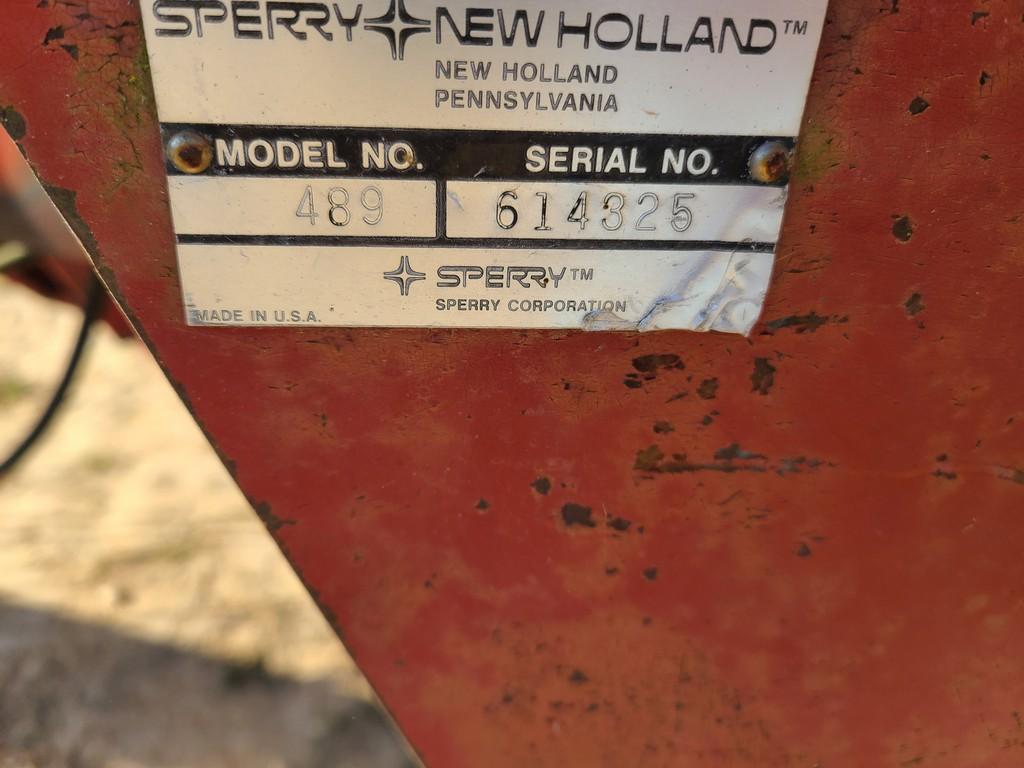 SPERRY NEW HOLLAND™
NEW HOLLAND
PENNSYLVANIA
MODEL NO. SERIAL NO.
489 614325
SPERRY™
SPERRY CORPORATION
MADE IN U.S.A.